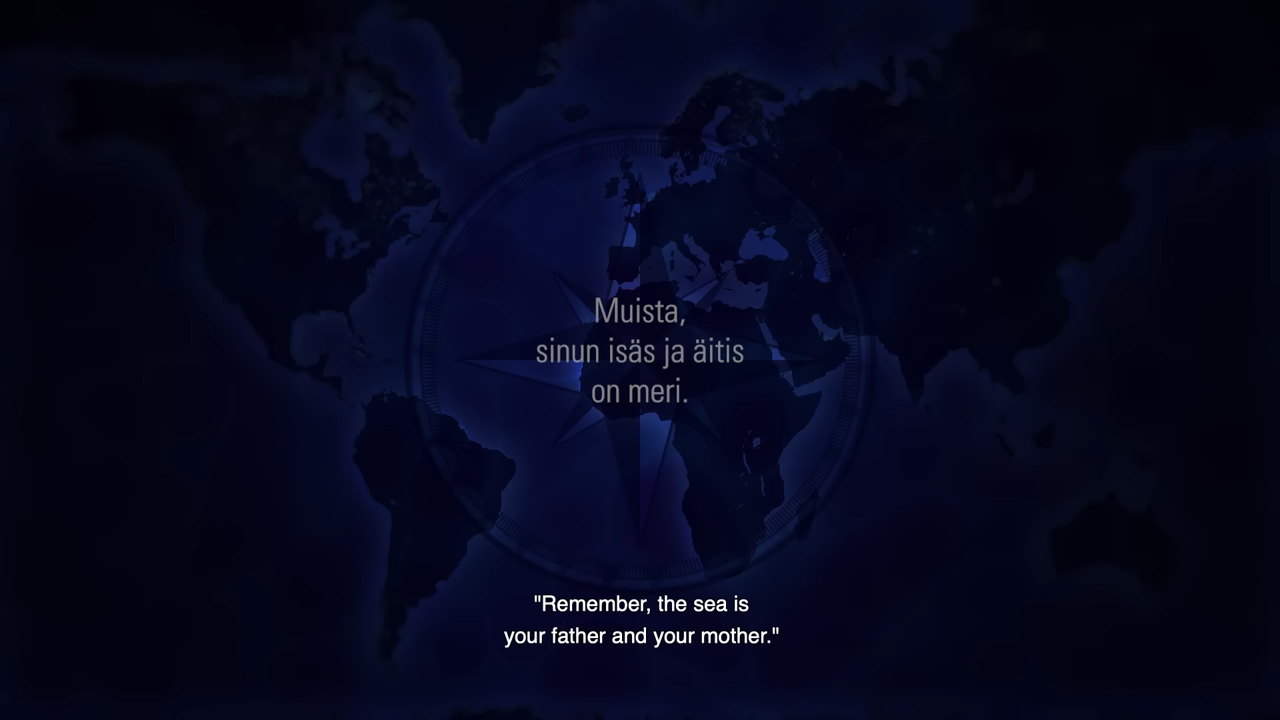 Muista,
sinun isäs ja äitis
on meri.
"Remember, the sea is
your father and your mother."